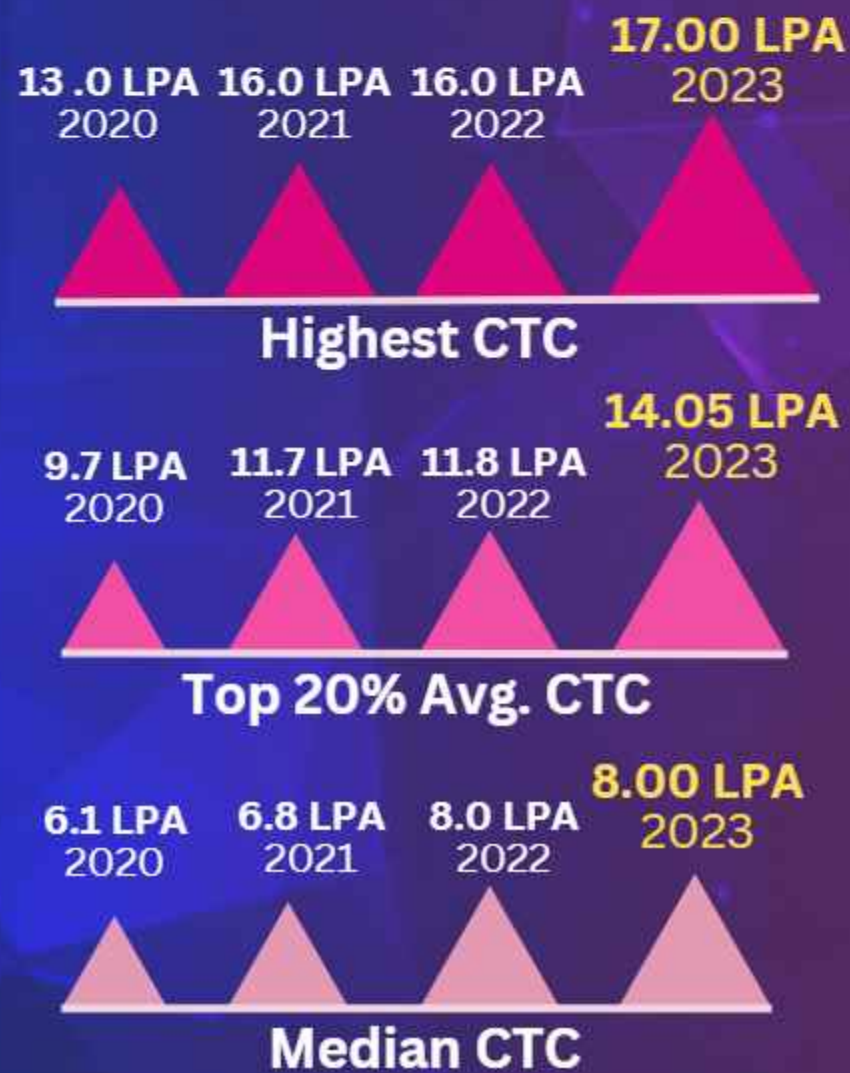 17.00 LPA
13 .0 LPA 16.0 LPA 16.0 LPA 2023
2020 2021 2022
Highest CTC
14.05 LPA
9.7 LPA 11.7 LPA 11.8 LPA 2023
2020 2021 2022
Top 20% Avg. CTC
8.00 LPA
6.1 LPA 6.8 LPA 8.0 LPA 2023
2020 2021 2022
Median CTC